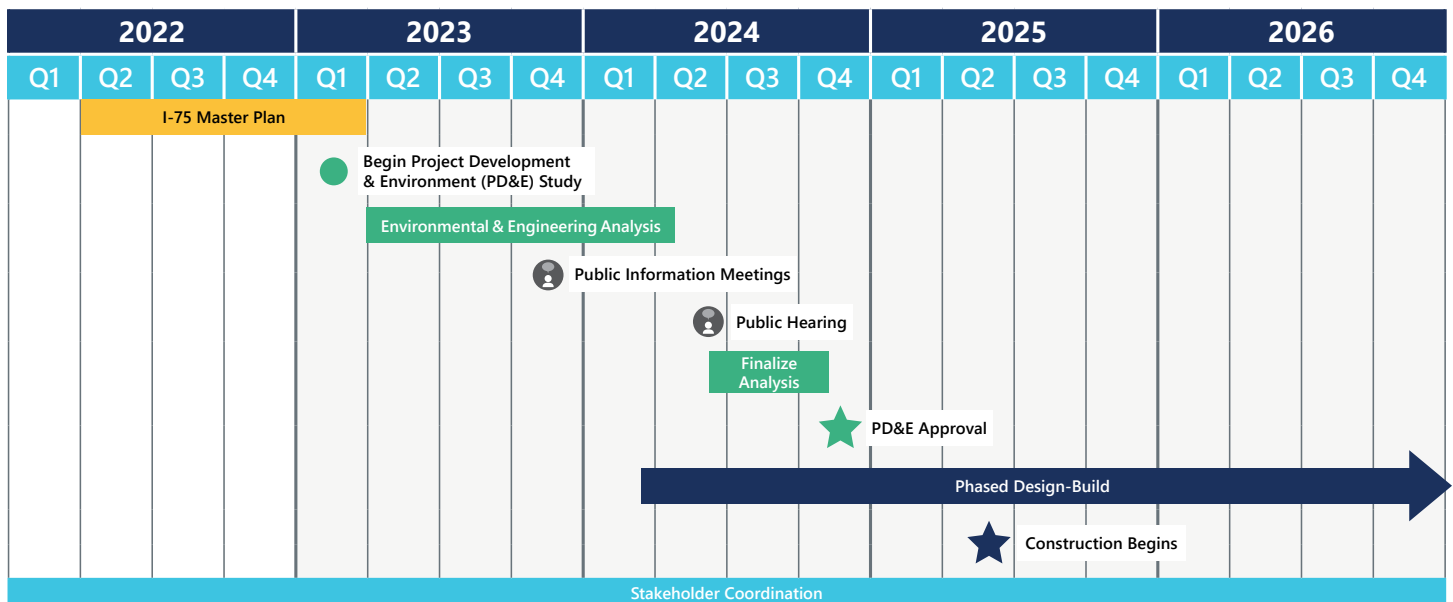 2022 2023 2024 2025 2026
Q1 Q2 Q3 Q4 Q1 Q2 Q3 Q4 Q1 Q2 Q3 Q4 Q1 Q2 Q3 Q4 Q1 Q2 Q3 Q4
I-75 Master Plan
Begin Project Development
& Environment (PD&E) Study
Environmental & Engineering Analysis
Public Information Meetings
Public Hearing
Finalize
Analysis
PD&E Approval
Phased Design-Build
Construction Begins
Stakeholder Coordination